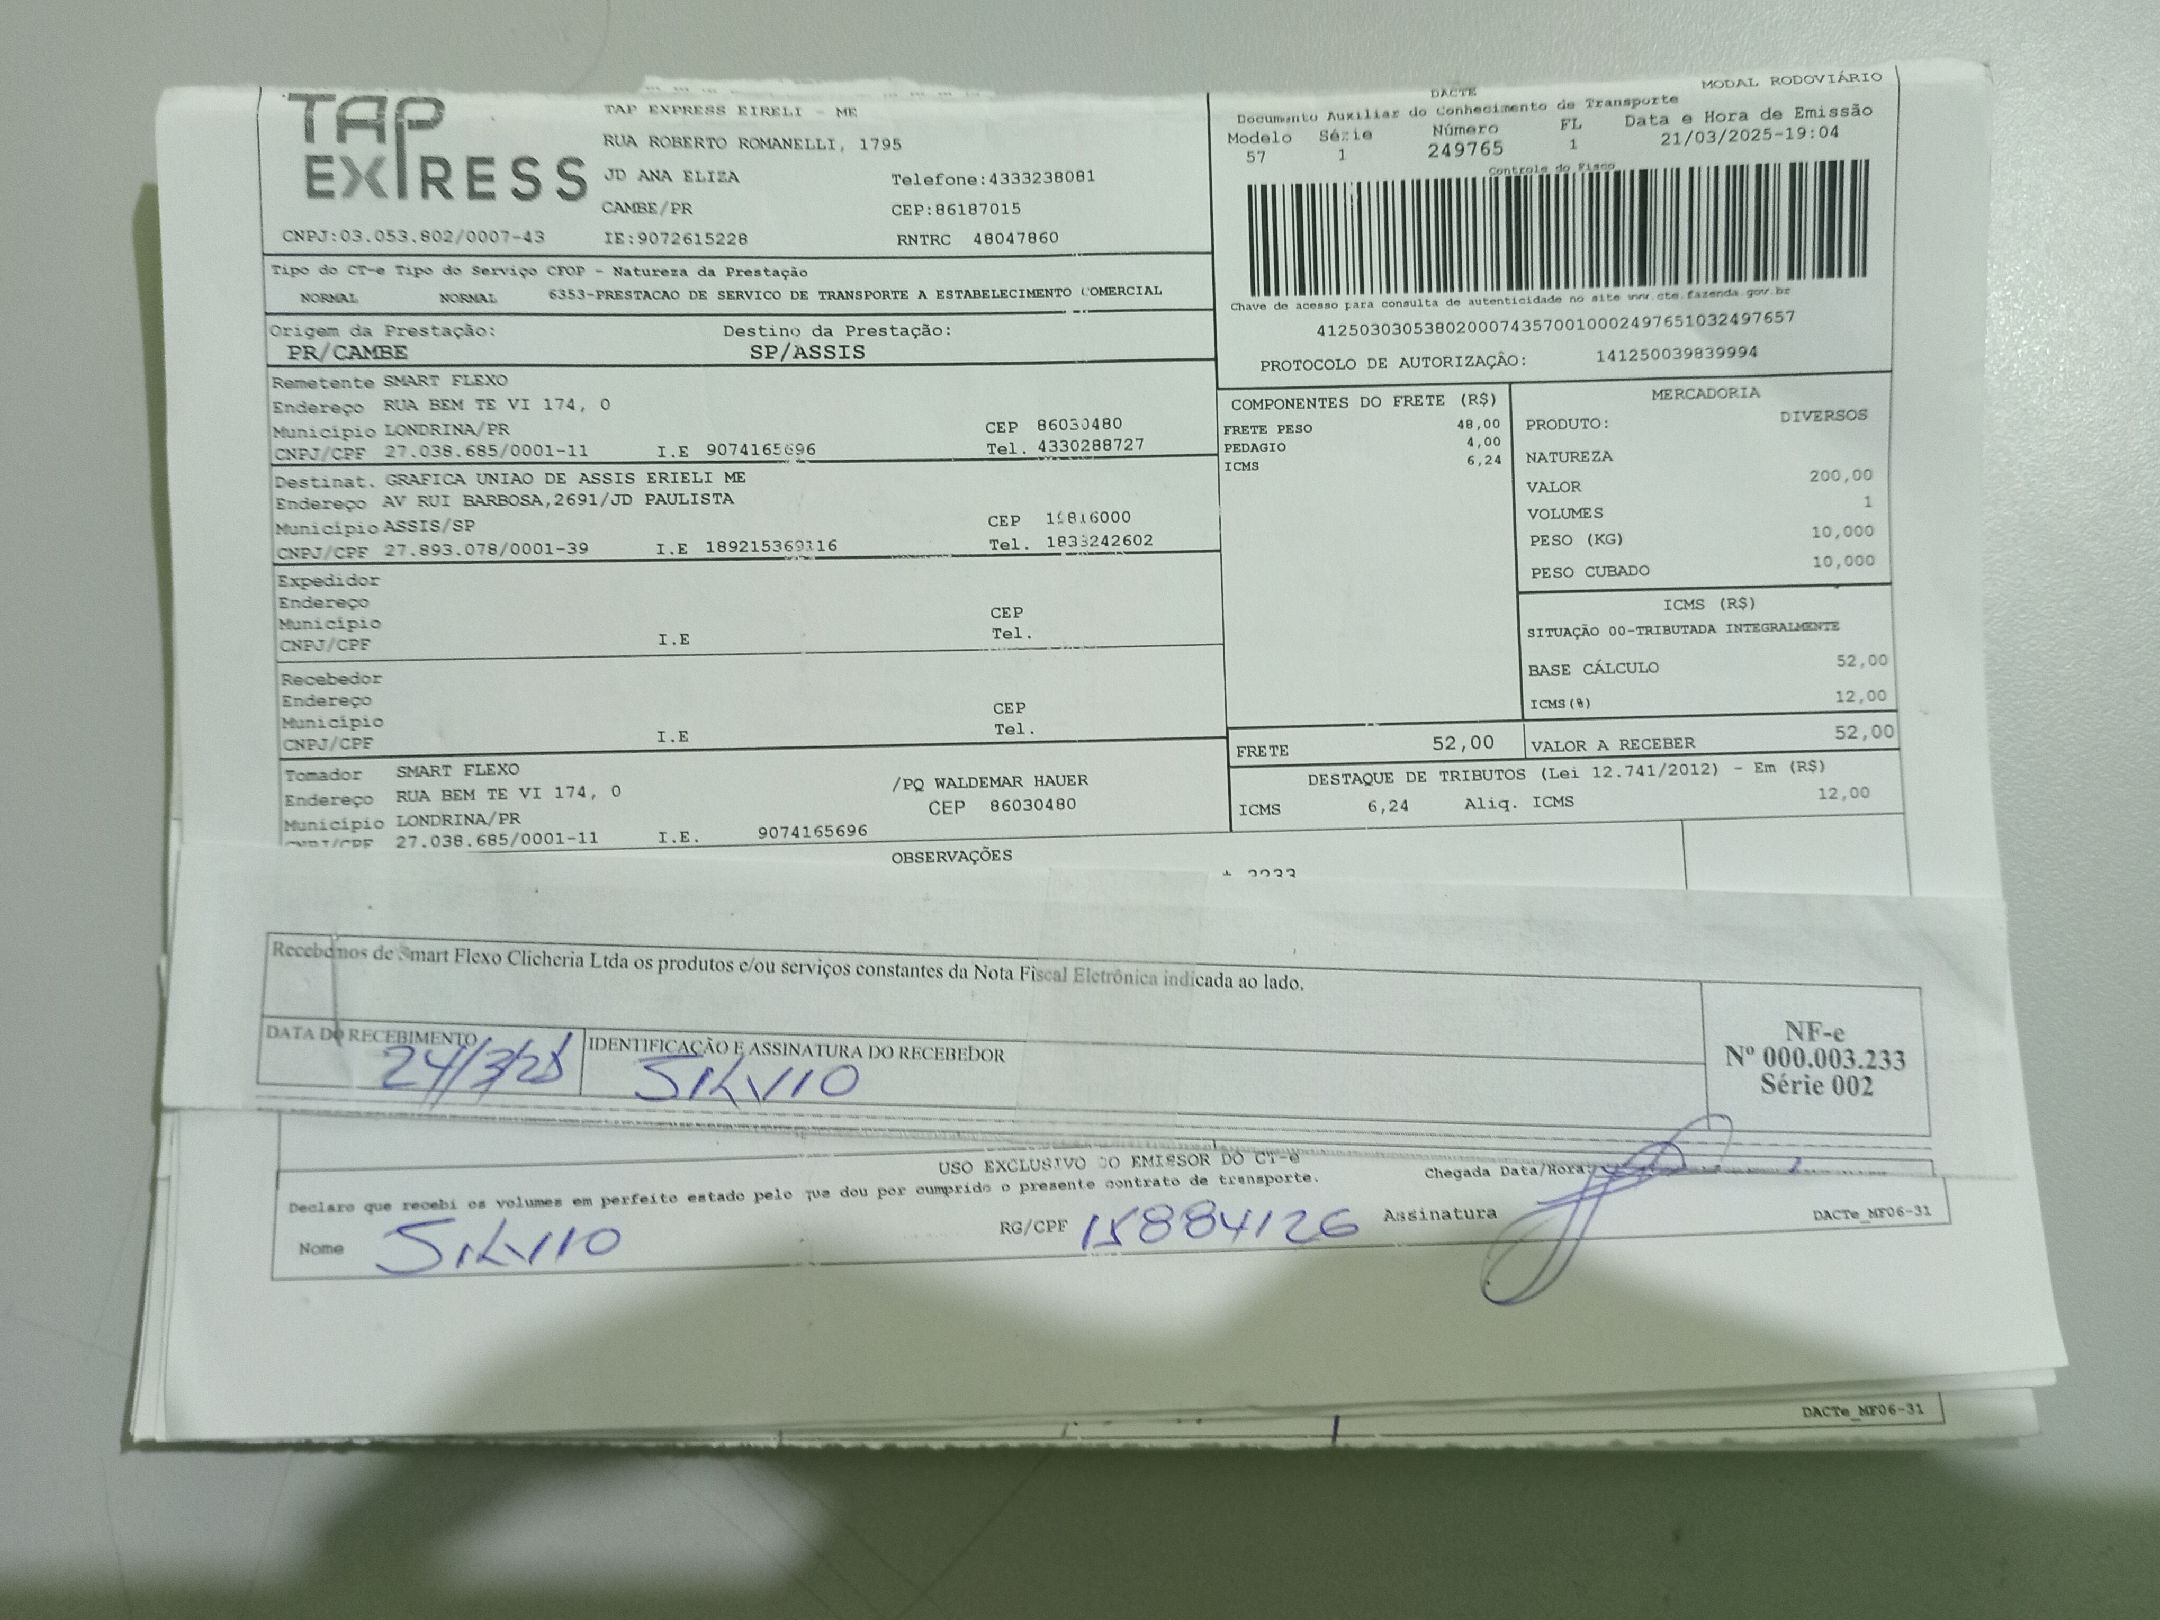 TAP
EXPRESS
TAP EXPRESS EIRELI - ME
RUA ROBERTO ROMANELLI, 1795
JD ANA ELIZA Telefone:4333238081
CAMBE/PR CEP:86187015
CNPJ:03.053.802/0007-43 IE:9072615228 RNTRC 48047860
MODAL RODOVIÁRIO
DACTE
Documento Auxiliar do Conhecimento de Transporte
Modelo Série Número FL Data e Hora de Emissão
57 1 249765 1 21/03/2025-19:04
Controle do Fisco
Chave de acesso para consulta de autenticidade no site www.cte.fazenda.gov.br
41250303053802000743570010002497651032497657
PROTOCOLO DE AUTORIZAÇÃO: 141250039839994
Tipo do CT-e Tipo do Serviço CFOP - Natureza da Prestação
NORMAL NORMAL 6353-PRESTACAO DE SERVICO DE TRANSPORTE A ESTABELECIMENTO COMERCIAL
Origem da Prestação: Destino da Prestação:
PR/CAMBE SP/ASSIS
Remetente SMART FLEXO
Endereço RUA BEM TE VI 174, 0
Município LONDRINA/PR CEP 86030480
CNPJ/CPF 27.038.685/0001-11 I.E 9074165696 Tel. 4330288727
Destinat. GRAFICA UNIAO DE ASSIS ERIELI ME
Endereço AV RUI BARBOSA,2691/JD PAULISTA
Município ASSIS/SP CEP 19816000
CNPJ/CPF 27.893.078/0001-39 I.E 189215369116 Tel. 1833242602
Expedidor
Endereço
Município CEP
CNPJ/CPF I.E Tel.
Recebedor
Endereço
Município CEP
CNPJ/CPF I.E Tel.
Tomador SMART FLEXO
Endereço RUA BEM TE VI 174, 0 /PQ WALDEMAR HAUER
Município LONDRINA/PR CEP 86030480
CNPJ/CPF 27.038.685/0001-11 I.E. 9074165696
COMPONENTES DO FRETE (R$)
FRETE PESO 48,00
PEDAGIO 4,00
ICMS 6,24
MERCADORIA
PRODUTO: DIVERSOS
NATUREZA
VALOR 200,00
VOLUMES 1
PESO (KG) 10,000
PESO CUBADO 10,000
ICMS (R$)
SITUAÇÃO 00-TRIBUTADA INTEGRALMENTE
BASE CÁLCULO 52,00
ICMS(%) 12,00
FRETE 52,00 VALOR A RECEBER 52,00
DESTAQUE DE TRIBUTOS (Lei 12.741/2012) - Em (R$)
ICMS 6,24 Aliq. ICMS 12,00
OBSERVAÇÕES
Recebemos de Smart Flexo Clicheria Ltda os produtos e/ou serviços constantes da Nota Fiscal Eletrônica indicada ao lado.
DATA DO RECEBIMENTO IDENTIFICAÇÃO E ASSINATURA DO RECEBEDOR
24/3/25 SILVIO
NF-e
Nº 000.003.233
Série 002
USO EXCLUSIVO DO EMISSOR DO CT-e
Declaro que recebi os volumes em perfeito estado pelo que dou por cumprido o presente contrato de transporte. Chegada Data/Hora:
Nome SILVIO RG/CPF 15884126 Assinatura
DACTe_MF06-31
DACTe_MF06-31